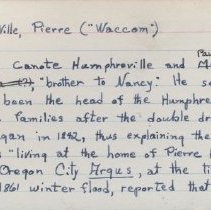 Ville, Pierre ("Waccom")
Pau
Canote Humphroville and M
(?), "brother to Nancy." He s
been the head of the Humphre
Families after the double dr
gan in 1842, thus explaining the
"living at the home of Pierre
Oregon City Argus, at the ti
1861 winter flood, reported that